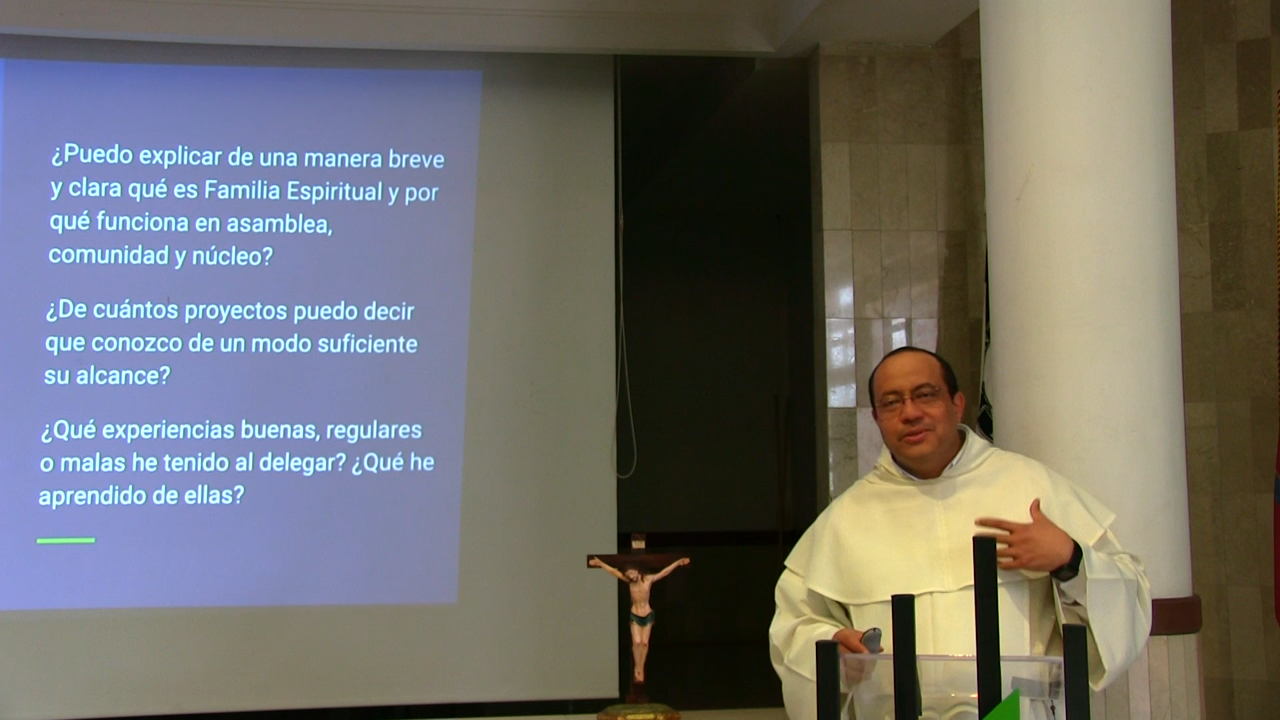 ¿Puedo explicar de una manera breve
y clara qué es Familia Espiritual y por
qué funciona en asamblea,
comunidad y núcleo?
¿De cuántos proyectos puedo decir
que conozco de un modo suficiente
su alcance?
¿Qué experiencias buenas, regulares
o malas he tenido al delegar? ¿Qué he
aprendido de ellas?